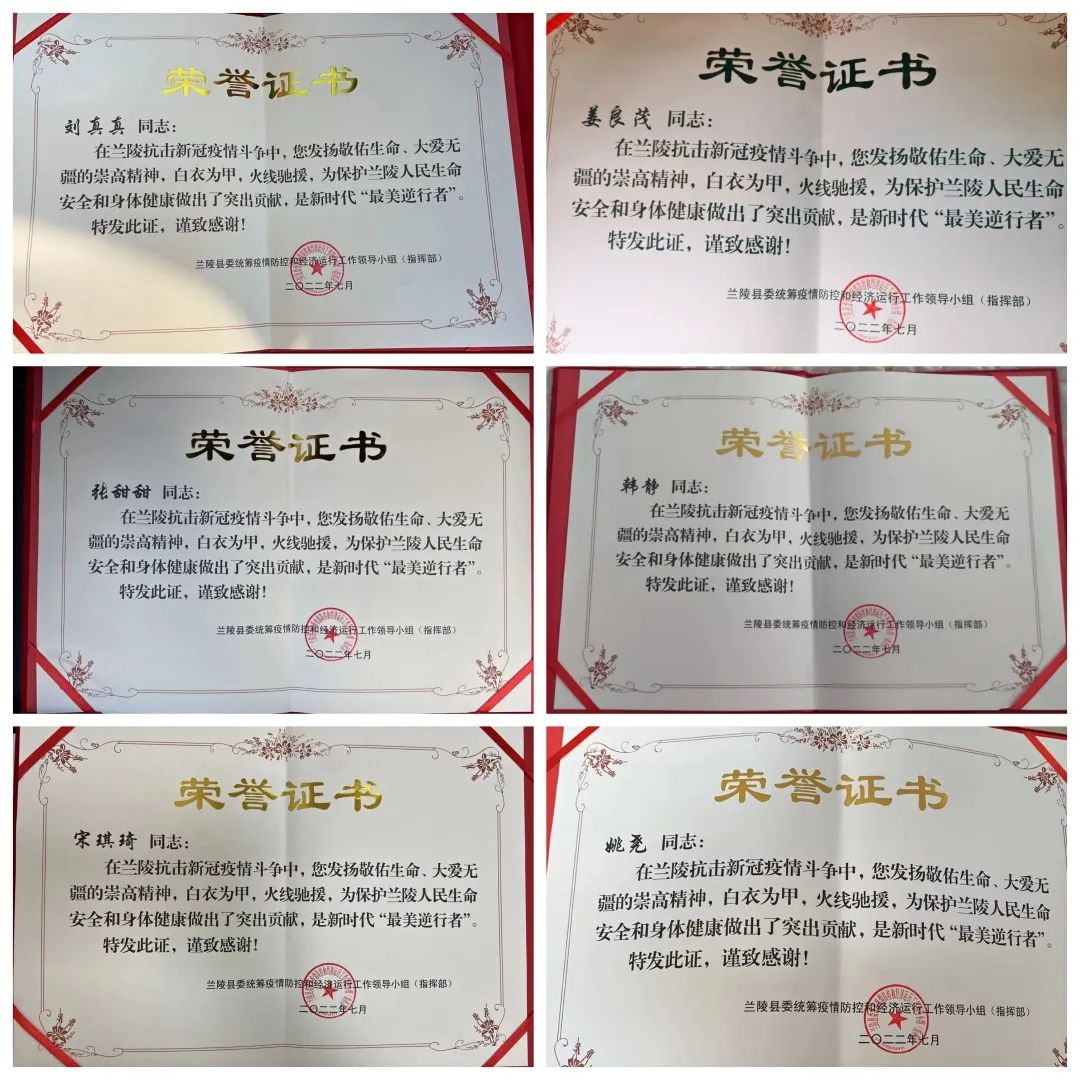 荣誉证书
刘真真 同志：
在兰陵抗击新冠疫情斗争中，您发扬敬佑生命、大爱无
疆的崇高精神，白衣为甲，火线驰援，为保护兰陵人民生命
安全和身体健康做出了突出贡献，是新时代“最美逆行者”。
特发此证，谨致感谢！
兰陵县委统筹疫情防控和经济运行工作领导小组（指挥部）
二〇二二年七月
荣誉证书
姜良茂 同志：
在兰陵抗击新冠疫情斗争中，您发扬敬佑生命、大爱无
疆的崇高精神，白衣为甲，火线驰援，为保护兰陵人民生命
安全和身体健康做出了突出贡献，是新时代“最美逆行者”。
特发此证，谨致感谢！
兰陵县委统筹疫情防控和经济运行工作领导小组（指挥部）
二〇二二年七月
荣誉证书
张甜甜 同志：
在兰陵抗击新冠疫情斗争中，您发扬敬佑生命、大爱无
疆的崇高精神，白衣为甲，火线驰援，为保护兰陵人民生命
安全和身体健康做出了突出贡献，是新时代“最美逆行者”。
特发此证，谨致感谢！
兰陵县委统筹疫情防控和经济运行工作领导小组（指挥部）
二〇二二年七月
荣誉证书
韩静 同志：
在兰陵抗击新冠疫情斗争中，您发扬敬佑生命、大爱无
疆的崇高精神，白衣为甲，火线驰援，为保护兰陵人民生命
安全和身体健康做出了突出贡献，是新时代“最美逆行者”。
特发此证，谨致感谢！
兰陵县委统筹疫情防控和经济运行工作领导小组（指挥部）
二〇二二年七月
荣誉证书
宋琪琦 同志：
在兰陵抗击新冠疫情斗争中，您发扬敬佑生命、大爱无
疆的崇高精神，白衣为甲，火线驰援，为保护兰陵人民生命
安全和身体健康做出了突出贡献，是新时代“最美逆行者”。
特发此证，谨致感谢！
兰陵县委统筹疫情防控和经济运行工作领导小组（指挥部）
二〇二二年七月
荣誉证书
姚尧 同志：
在兰陵抗击新冠疫情斗争中，您发扬敬佑生命、大爱无
疆的崇高精神，白衣为甲，火线驰援，为保护兰陵人民生命
安全和身体健康做出了突出贡献，是新时代“最美逆行者”。
特发此证，谨致感谢！
兰陵县委统筹疫情防控和经济运行工作领导小组（指挥部）
二〇二二年七月